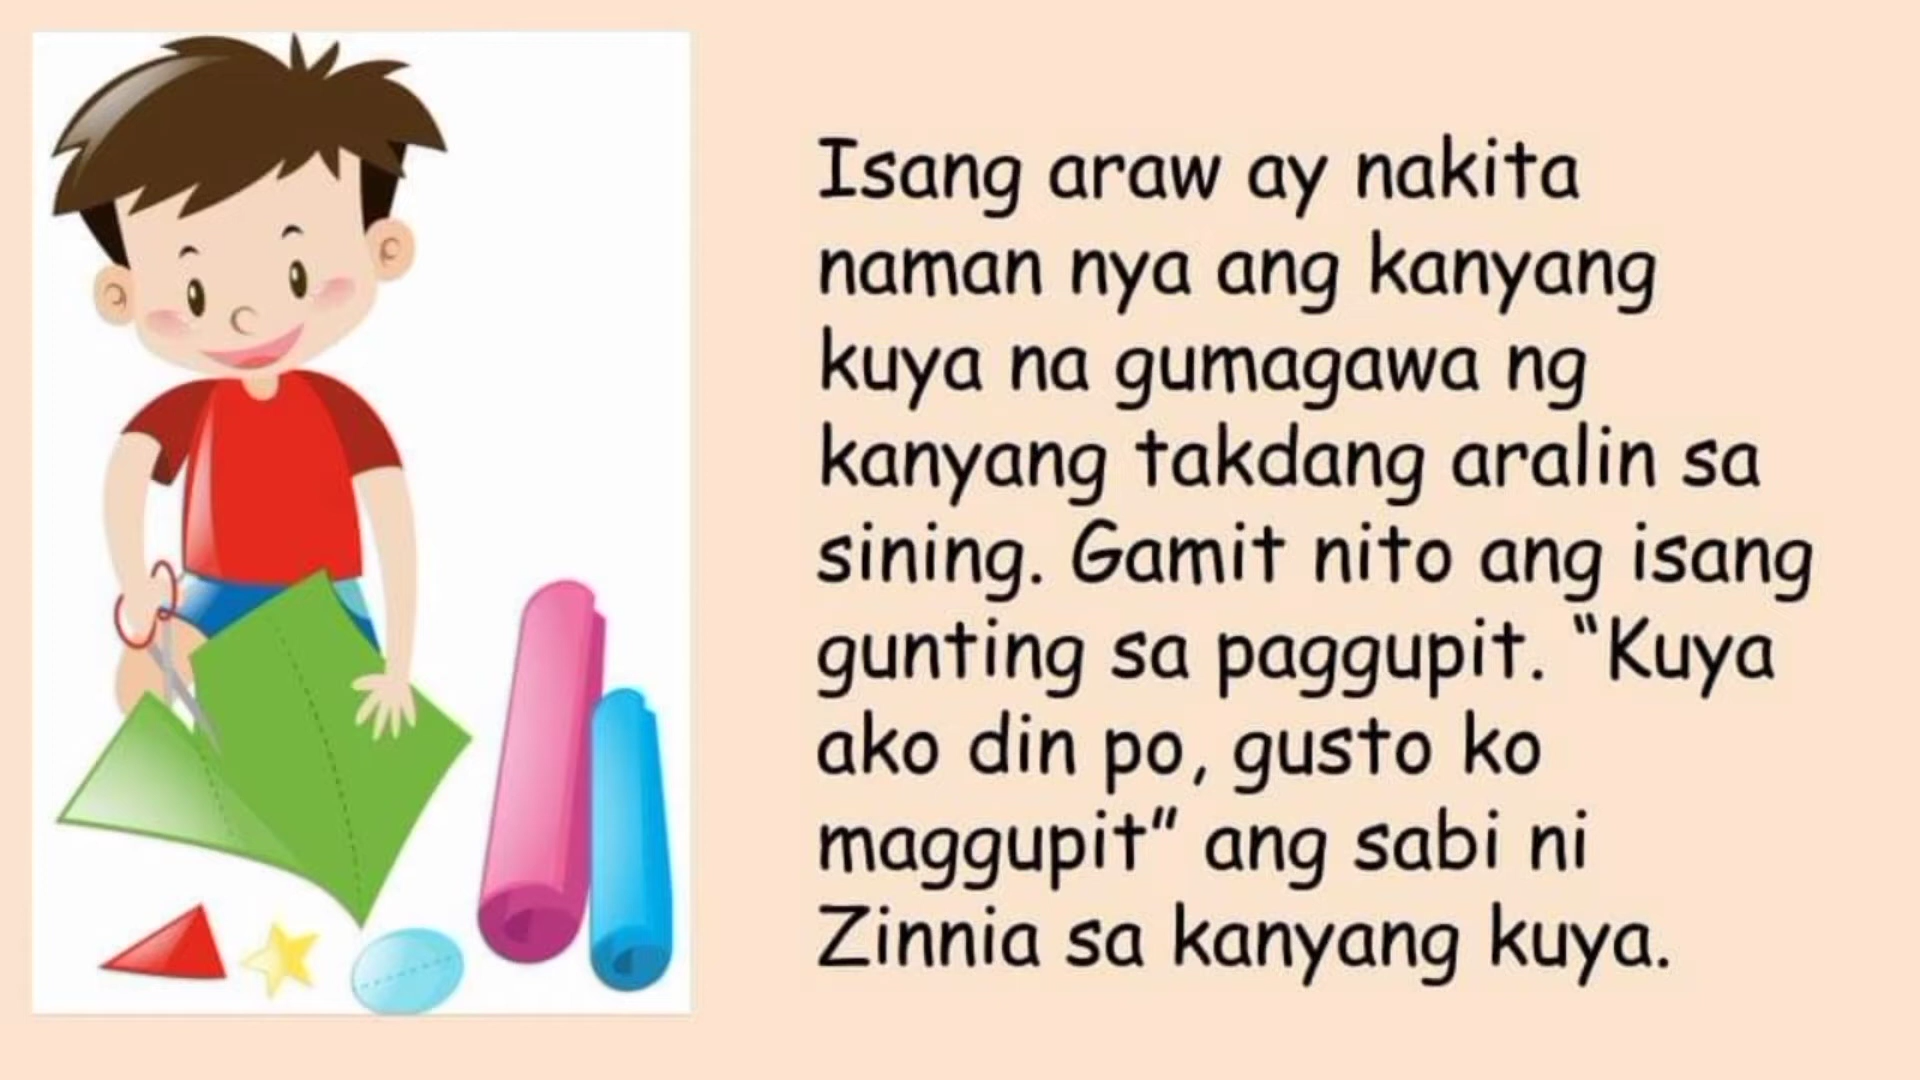 Isang araw ay nakita
naman nya ang kanyang
kuya na gumagawa ng
kanyang takdang aralin sa
sining. Gamit nito ang isang
gunting sa paggupit. “Kuya
ako din po, gusto ko
maggupit” ang sabi ni
Zinnia sa kanyang kuya.